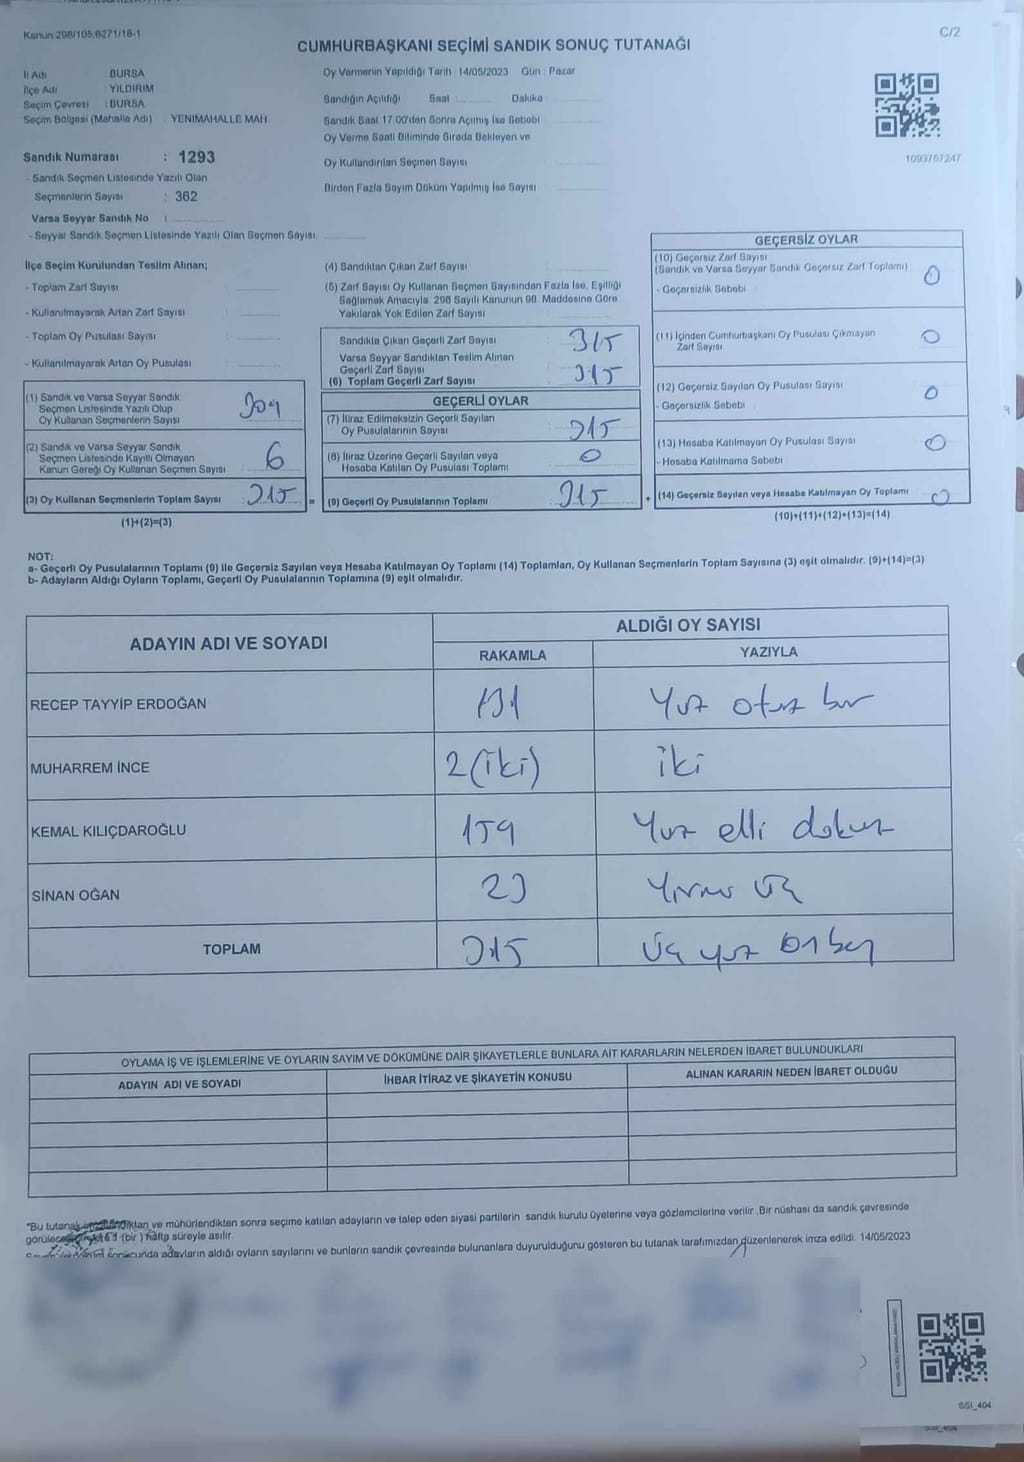 Kanun:298/105;6271/18-1
C/2
CUMHURBAŞKANI SEÇİMİ SANDIK SONUÇ TUTANAĞI
İl Adı : BURSA
İlçe Adı : YILDIRIM
Seçim Çevresi : BURSA
Seçim Bölgesi (Mahalle Adı) : YENİMAHALLE MAH.
Sandık Numarası : 1293
- Sandık Seçmen Listesinde Yazılı Olan
Seçmenlerin Sayısı : 362
Varsa Seyyar Sandık No :
- Seyyar Sandık Seçmen Listesinde Yazılı Olan Seçmen Sayısı:
Oy Vermenin Yapıldığı Tarih : 14/05/2023 Gün : Pazar
Sandığın Açıldığı Saat Dakika
Sandık Saat 17.00'den Sonra Açılmış İse Sebebi
Oy Verme Saati Bitiminde Sırada Bekleyen ve
Oy Kullandırılan Seçmen Sayısı
Birden Fazla Sayım Döküm Yapılmış İse Sayısı
1093767247
İlçe Seçim Kurulundan Teslim Alınan;
- Toplam Zarf Sayısı
- Kullanılmayarak Artan Zarf Sayısı
- Toplam Oy Pusulası Sayısı
- Kullanılmayarak Artan Oy Pusulası
(1) Sandık ve Varsa Seyyar Sandık
Seçmen Listesinde Yazılı Olup
Oy Kullanan Seçmenlerin Sayısı : 309
(2) Sandık ve Varsa Seyyar Sandık
Seçmen Listesinde Kayıtlı Olmayan
Kanun Gereği Oy Kullanan Seçmen Sayısı : 6
(3) Oy Kullanan Seçmenlerin Toplam Sayısı : 315 =
(1)+(2)=(3)
(4) Sandıktan Çıkan Zarf Sayısı
(5) Zarf Sayısı Oy Kullanan Seçmen Sayısından Fazla İse, Eşitliği
Sağlamak Amacıyla, 298 Sayılı Kanunun 98. Maddesine Göre
Yakılarak Yok Edilen Zarf Sayısı
Sandıkta Çıkan Geçerli Zarf Sayısı : 315
Varsa Seyyar Sandıktan Teslim Alınan
Geçerli Zarf Sayısı
(6) Toplam Geçerli Zarf Sayısı : 315
GEÇERLİ OYLAR
(7) İtiraz Edilmeksizin Geçerli Sayılan
Oy Pusulalarının Sayısı : 315
(8) İtiraz Üzerine Geçerli Sayılan veya
Hesaba Katılan Oy Pusulası Toplamı : 0
(9) Geçerli Oy Pusulalarının Toplamı : 315 +
GEÇERSİZ OYLAR
(10) Geçersiz Zarf Sayısı
(Sandık ve Varsa Seyyar Sandık Geçersiz Zarf Toplamı) 0
- Geçersizlik Sebebi :
(11) İçinden Cumhurbaşkanı Oy Pusulası Çıkmayan
Zarf Sayısı 0
(12) Geçersiz Sayılan Oy Pusulası Sayısı 0
- Geçersizlik Sebebi :
(13) Hesaba Katılmayan Oy Pusulası Sayısı 0
- Hesaba Katılmama Sebebi :
(14) Geçersiz Sayılan veya Hesaba Katılmayan Oy Toplamı 0
(10)+(11)+(12)+(13)=(14)
NOT:
a- Geçerli Oy Pusulalarının Toplamı (9) ile Geçersiz Sayılan veya Hesaba Katılmayan Oy Toplamı (14) Toplamları, Oy Kullanan Seçmenlerin Toplam Sayısına (3) eşit olmalıdır. (9)+(14)=(3)
b- Adayların Aldığı Oyların Toplamı, Geçerli Oy Pusulalarının Toplamına (9) eşit olmalıdır.
ADAYIN ADI VE SOYADI
ALDIĞI OY SAYISI
RAKAMLA YAZIYLA
RECEP TAYYİP ERDOĞAN 131 Yüz otuz bir
MUHARREM İNCE 2 (iki) iki
KEMAL KILIÇDAROĞLU 159 Yüz elli dokuz
SİNAN OĞAN 23 Yirmi üç
TOPLAM 315 üç yüz on beş
OYLAMA İŞ VE İŞLEMLERİNE VE OYLARIN SAYIM VE DÖKÜMÜNE DAİR ŞİKAYETLERLE BUNLARA AİT KARARLARIN NELERDEN İBARET BULUNDUKLARI
ADAYIN ADI VE SOYADI İHBAR İTİRAZ VE ŞİKAYETİN KONUSU ALINAN KARARIN NEDEN İBARET OLDUĞU
"Bu tutanak ve mühürlendikten sonra seçime katılan adayların ve talep eden siyasi partilerin sandık kurulu üyelerine veya gözlemcilerine verilir. Bir nüshası da sandık çevresinde
1 (bir) hafta süreyle asılır.
sonucunda adayların aldığı oyların sayılarını ve bunların sandık çevresinde bulunanlara duyurulduğunu gösteren bu tutanak tarafımızdan düzenlenerek imza edildi. 14/05/2023
SSI_404